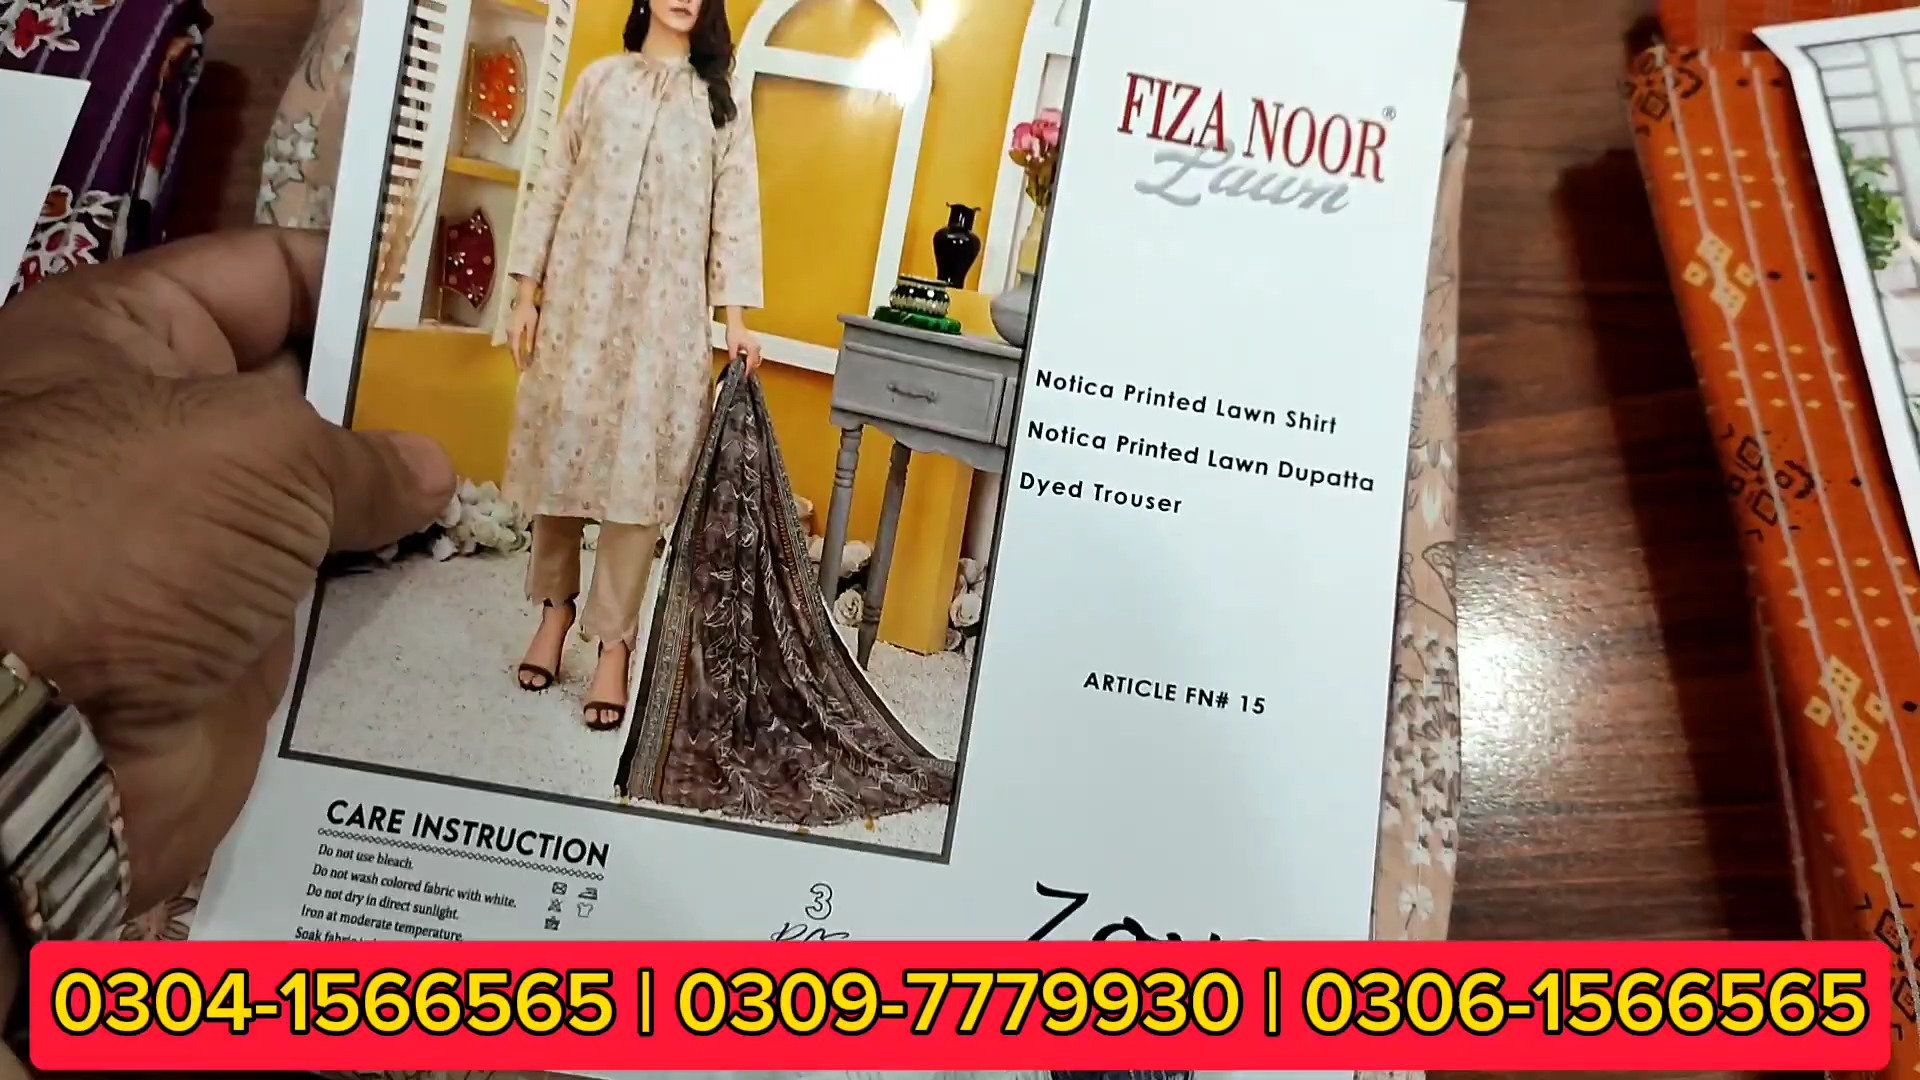 FIZA NOOR®
Lawn
Notica Printed Lawn Shirt
Notica Printed Lawn Dupatta
Dyed Trouser
ARTICLE FN# 15
CARE INSTRUCTION
Do not use bleach.
Do not wash colored fabric with white.
Do not dry in direct sunlight.
Iron at moderate temperature.
Soak
3
0304-1566565 | 0309-7779930 | 0306-1566565